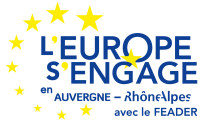 L'EUROPE
S'ENGAGE
en AUVERGNE – RhôneAlpes
avec le FEADER